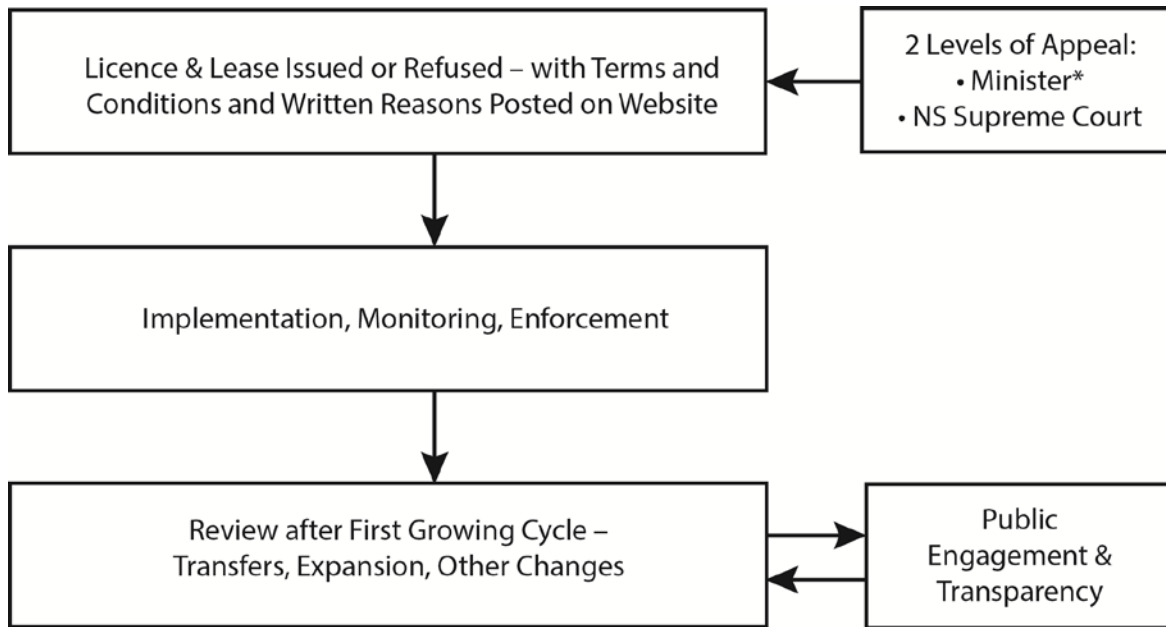 Licence & Lease Issued or Refused – with Terms and
Conditions and Written Reasons Posted on Website
2 Levels of Appeal:
• Minister*
• NS Supreme Court
Implementation, Monitoring, Enforcement
Review after First Growing Cycle –
Transfers, Expansion, Other Changes
Public
Engagement &
Transparency